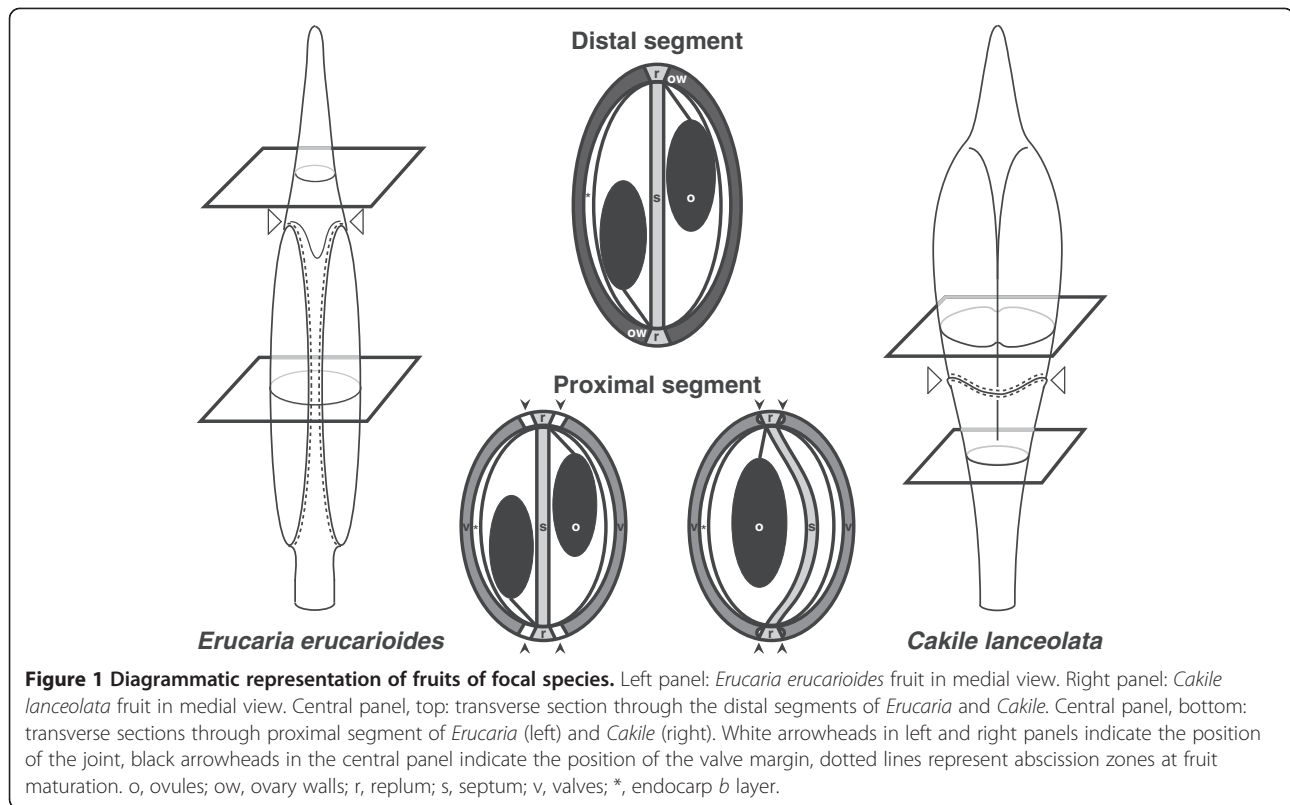 Distal segment
r
ow
*
s
o
ow
r
Proximal segment
r
v
*
s
o
v
r
r
v
*
o
s
v
r
Erucaria erucarioides
Cakile lanceolata
Figure 1 Diagrammatic representation of fruits of focal species. Left panel: Erucaria erucarioides fruit in medial view. Right panel: Cakile
lanceolata fruit in medial view. Central panel, top: transverse section through the distal segments of Erucaria and Cakile. Central panel, bottom:
transverse sections through proximal segment of Erucaria (left) and Cakile (right). White arrowheads in left and right panels indicate the position
of the joint, black arrowheads in the central panel indicate the position of the valve margin, dotted lines represent abscission zones at fruit
maturation. o, ovules; ow, ovary walls; r, replum; s, septum; v, valves; *, endocarp b layer.